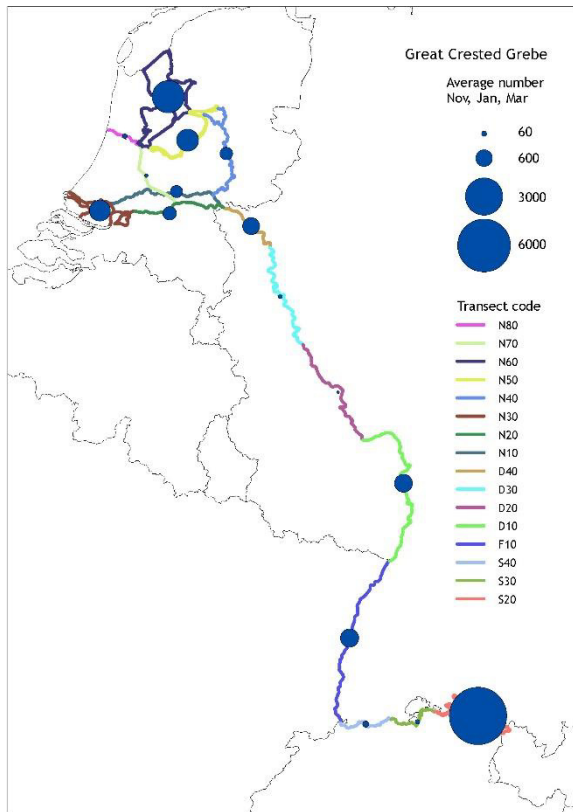 Great Crested Grebe
Average number
Nov, Jan, Mar
60
600
3000
6000
Transect code
N80
N70
N60
N50
N40
N30
N20
N10
D40
D30
D20
D10
F10
S40
S30
S20